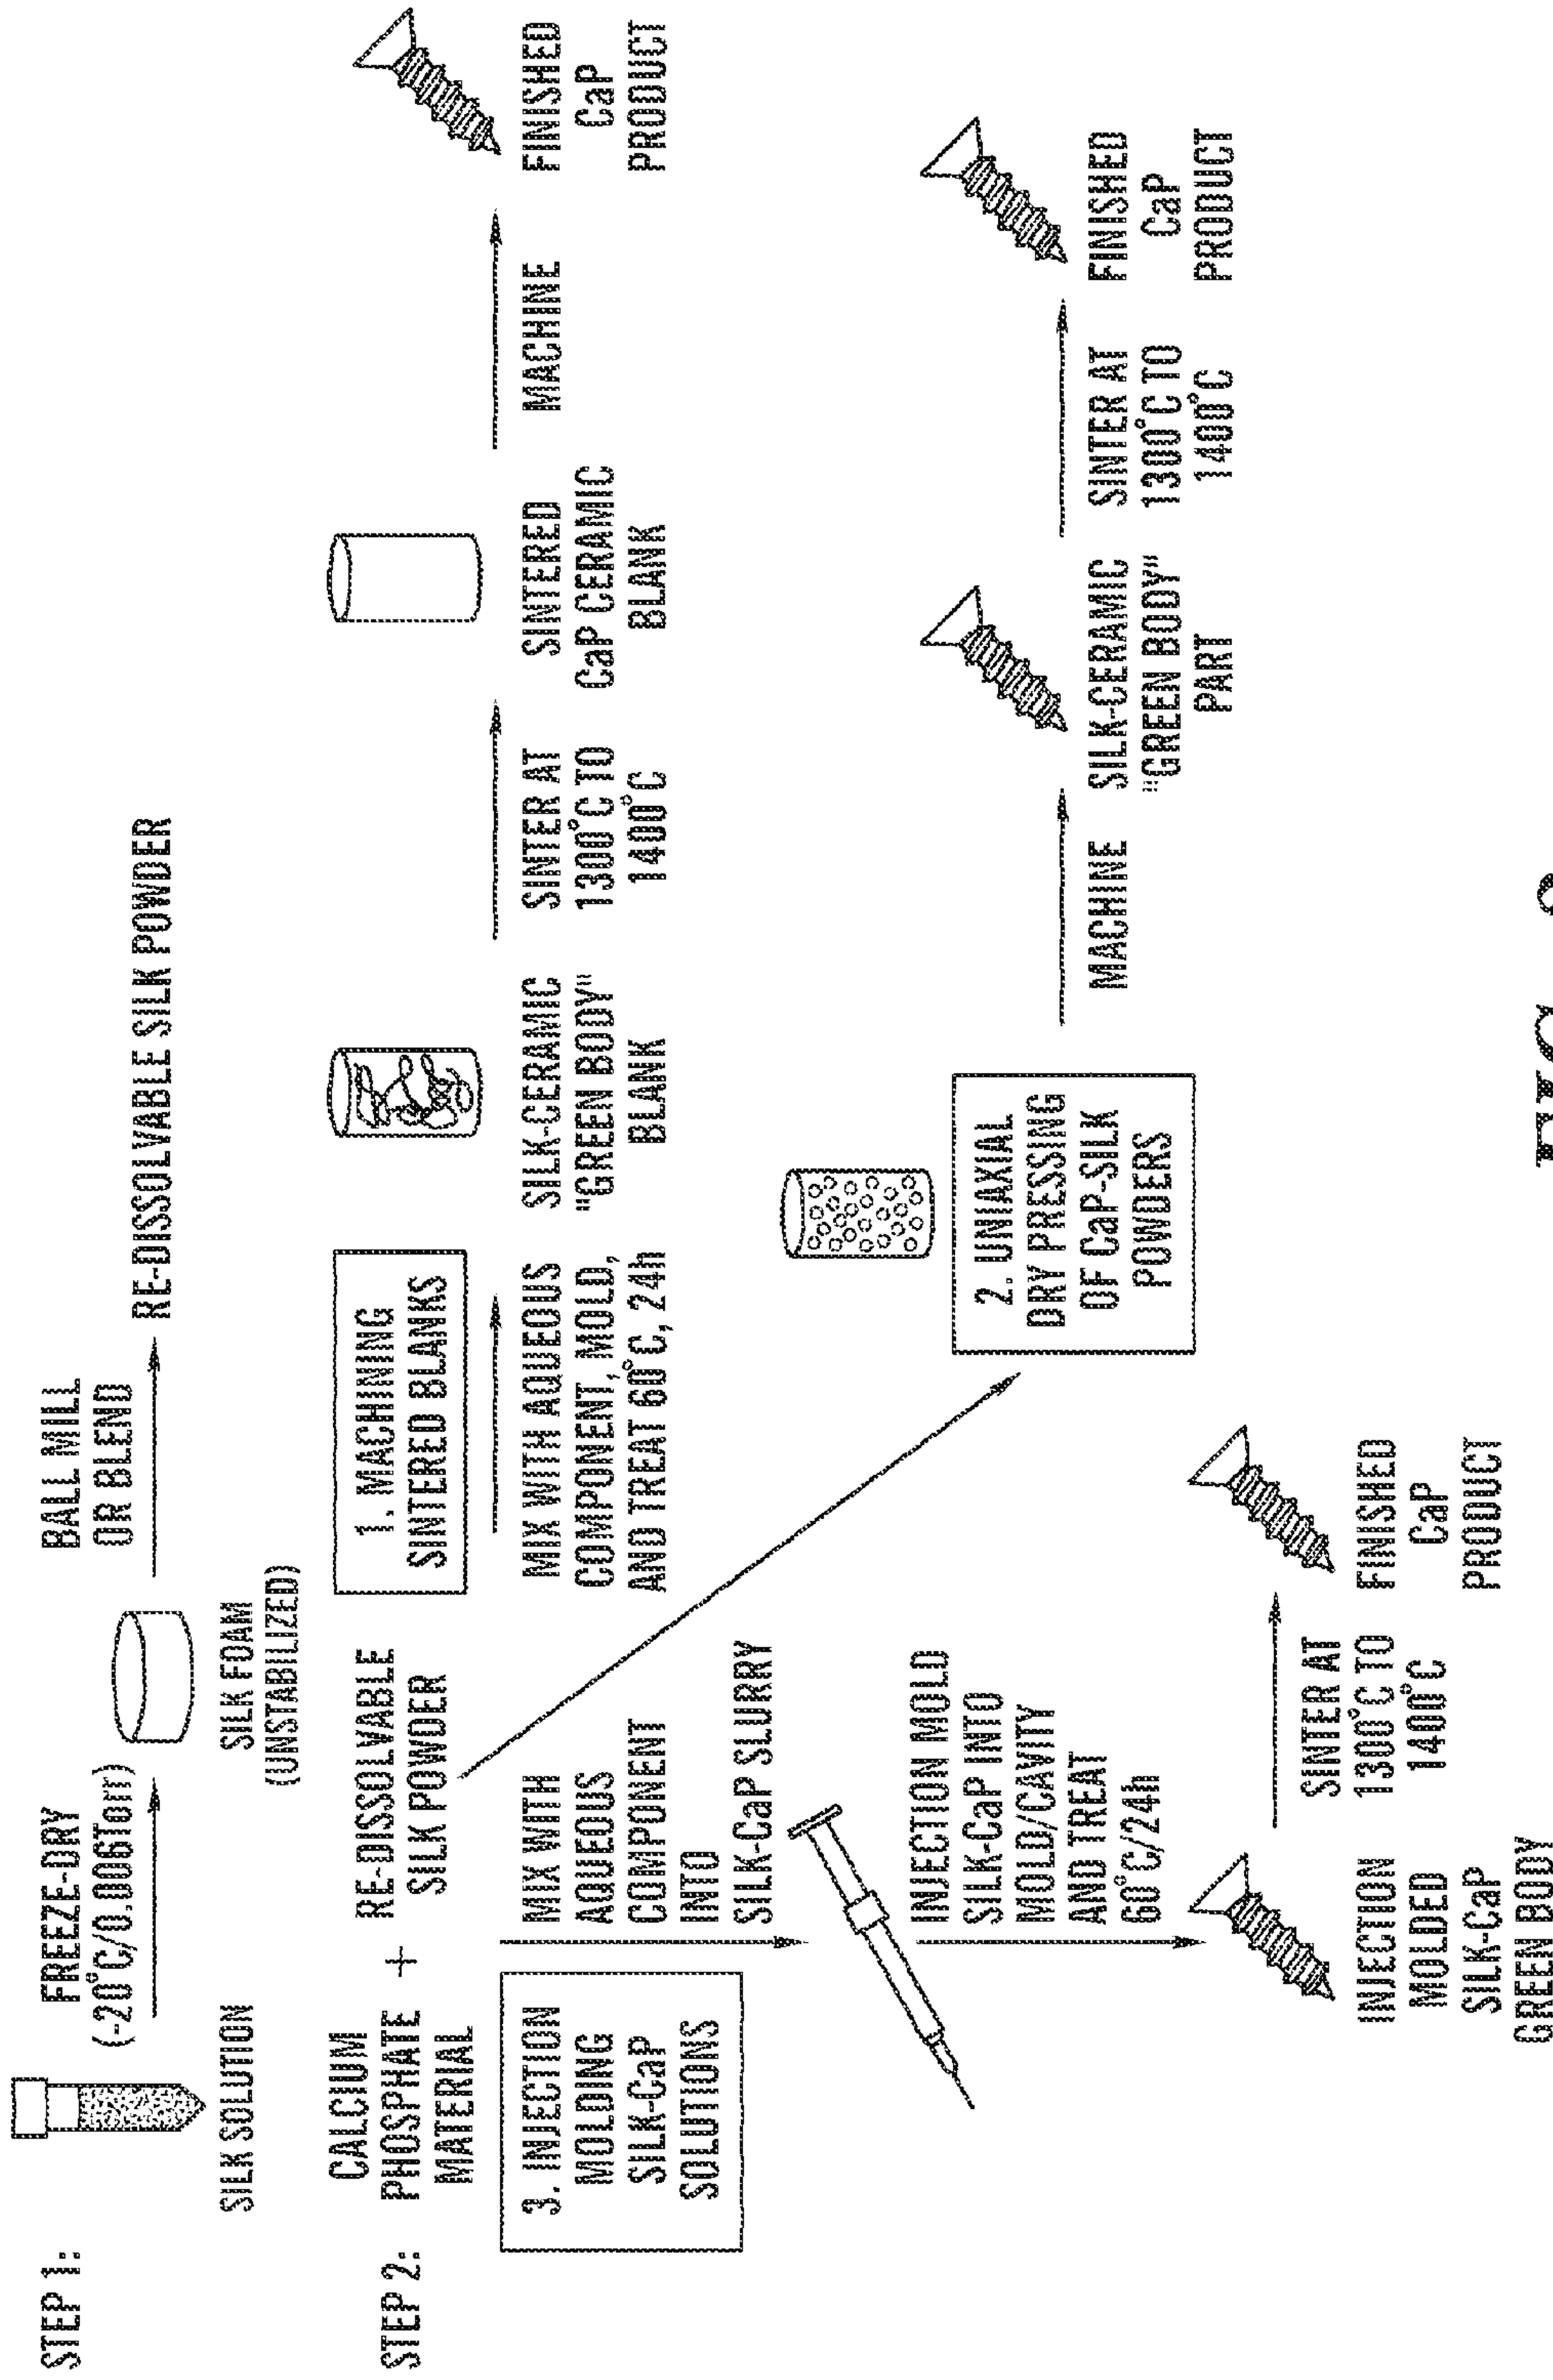 STEP 1:
SILK SOLUTION
FREEZE-DRY
(-20°C/0.006Torr)
SILK FOAM
(UNSTABILIZED)
BALL MILL
OR BLEND
RE-DISSOLVABLE SILK POWDER
STEP 2:
CALCIUM
PHOSPHATE +
MATERIAL
RE-DISSOLVABLE
SILK POWDER
1. MACHINING
SINTERED BLANKS
MIX WITH AQUEOUS
COMPONENT, MOLD,
AND TREAT 60°C, 24h
SILK-CERAMIC
"GREEN BODY"
BLANK
SINTER AT
1300°C TO
1400°C
SINTERED
CaP CERAMIC
BLANK
MACHINE
FINISHED
CaP
PRODUCT
2. UNIAXIAL
DRY PRESSING
OF CaP-SILK
POWDERS
MACHINE
SILK-CERAMIC
"GREEN BODY"
PART
SINTER AT
1300°C TO
1400°C
FINISHED
CaP
PRODUCT
3. INJECTION
MOLDING
SILK-CaP
SOLUTIONS
MIX WITH
AQUEOUS
COMPONENT
INTO
SILK-CaP SLURRY
INJECTION MOLD
SILK-CaP INTO
MOLD/CAVITY
AND TREAT
60°C/24h
INJECTION
MOLDED
SILK-CaP
GREEN BODY
SINTER AT
1300°C TO
1400°C
FINISHED
CaP
PRODUCT